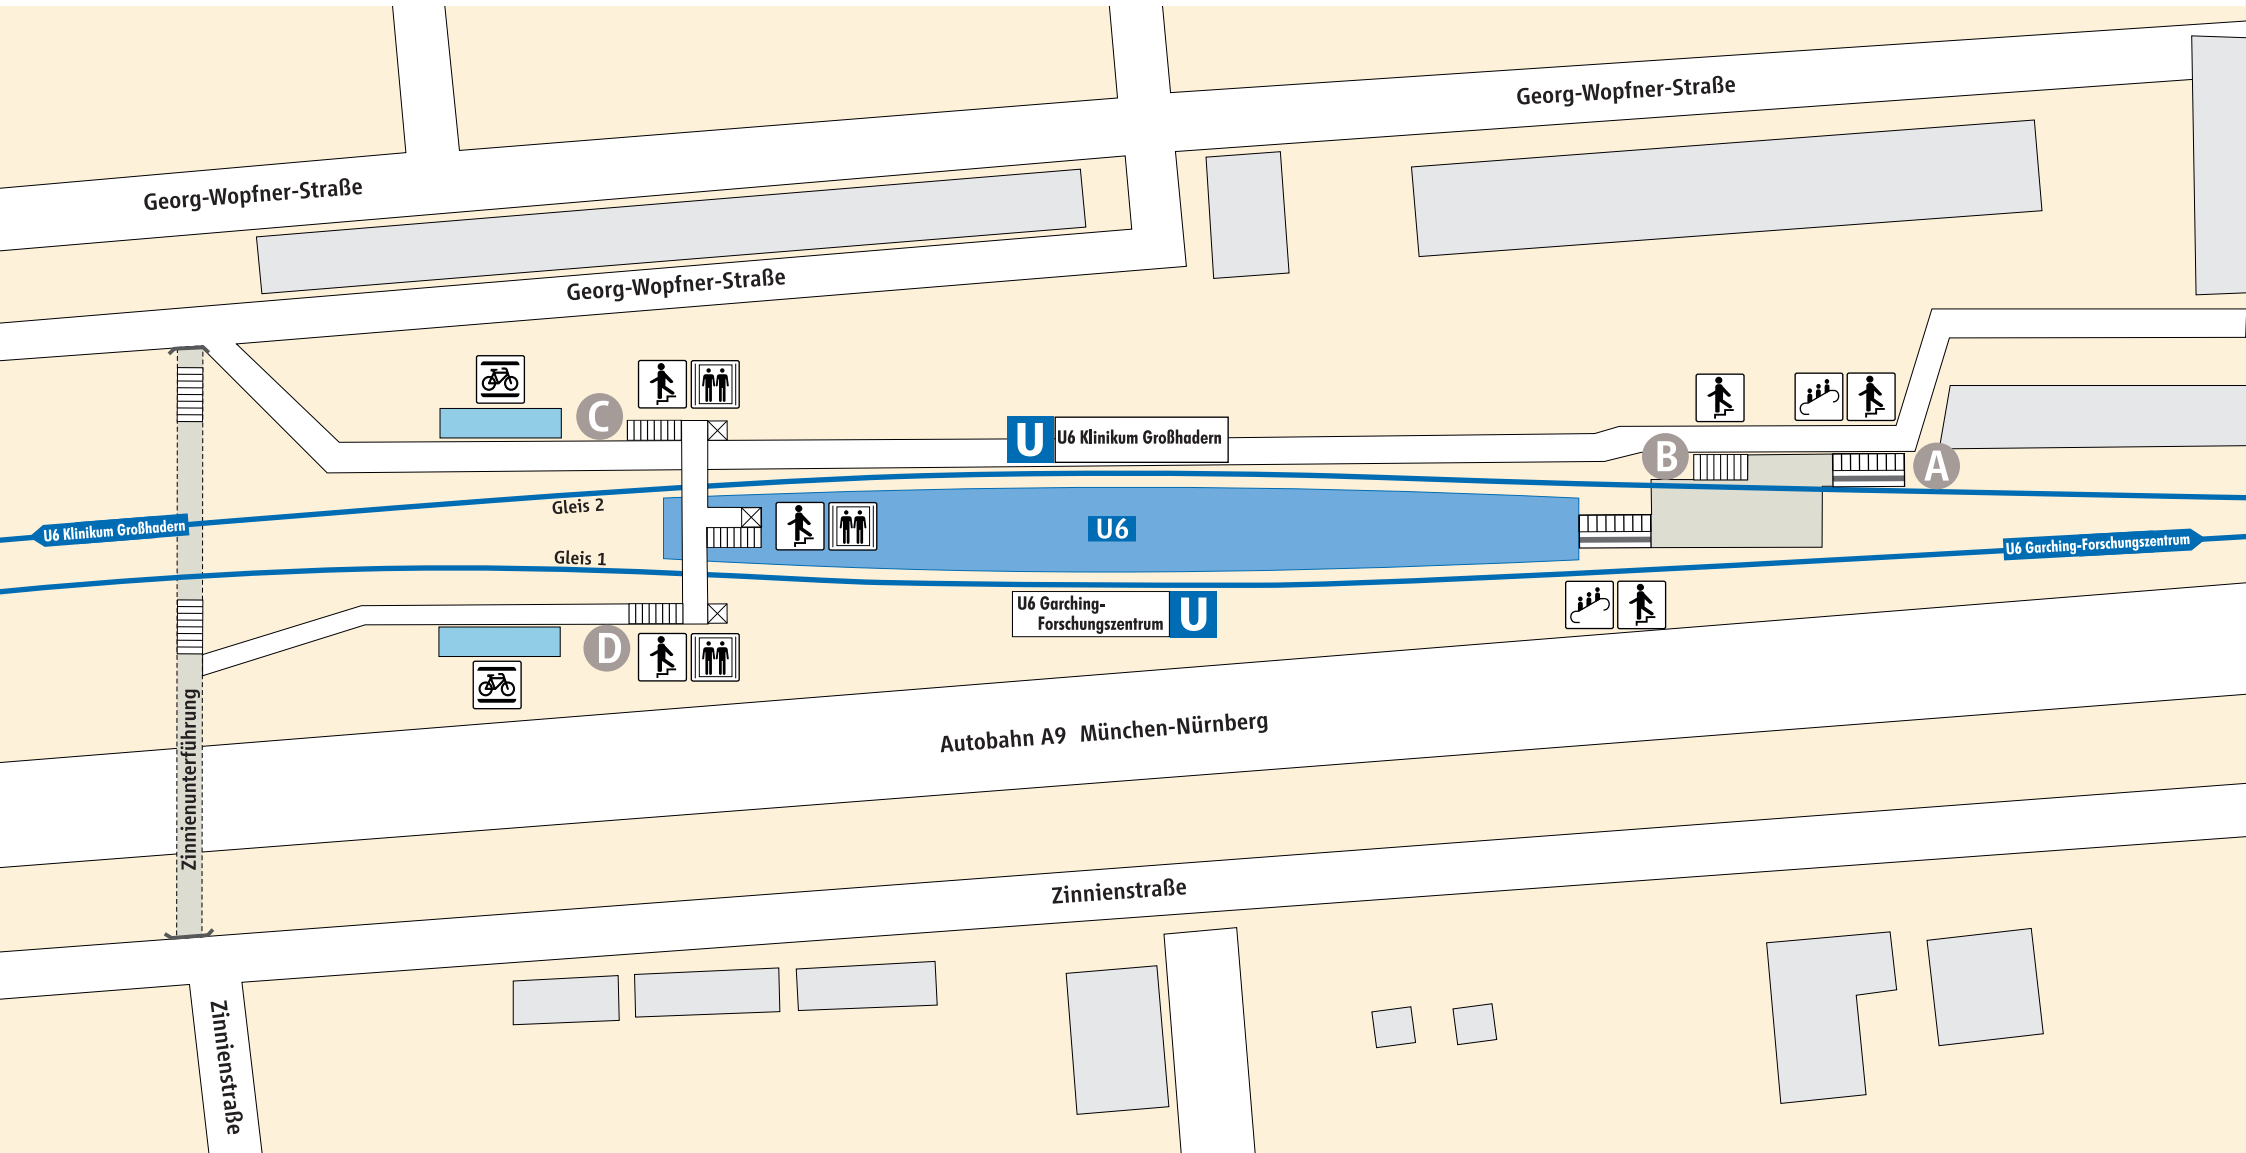 Georg-Wopfner-Straße
Georg-Wopfner-Straße
Georg-Wopfner-Straße
C
U
U6 Klinikum Großhadern
B
A
Gleis 2
U6 Klinikum Großhadern
U6
Gleis 1
U6 Garching-Forschungszentrum
U6 Garching-
Forschungszentrum
U
D
Autobahn A9 München-Nürnberg
Zinnienunterführung
Zinnienstraße
Zinnienstraße